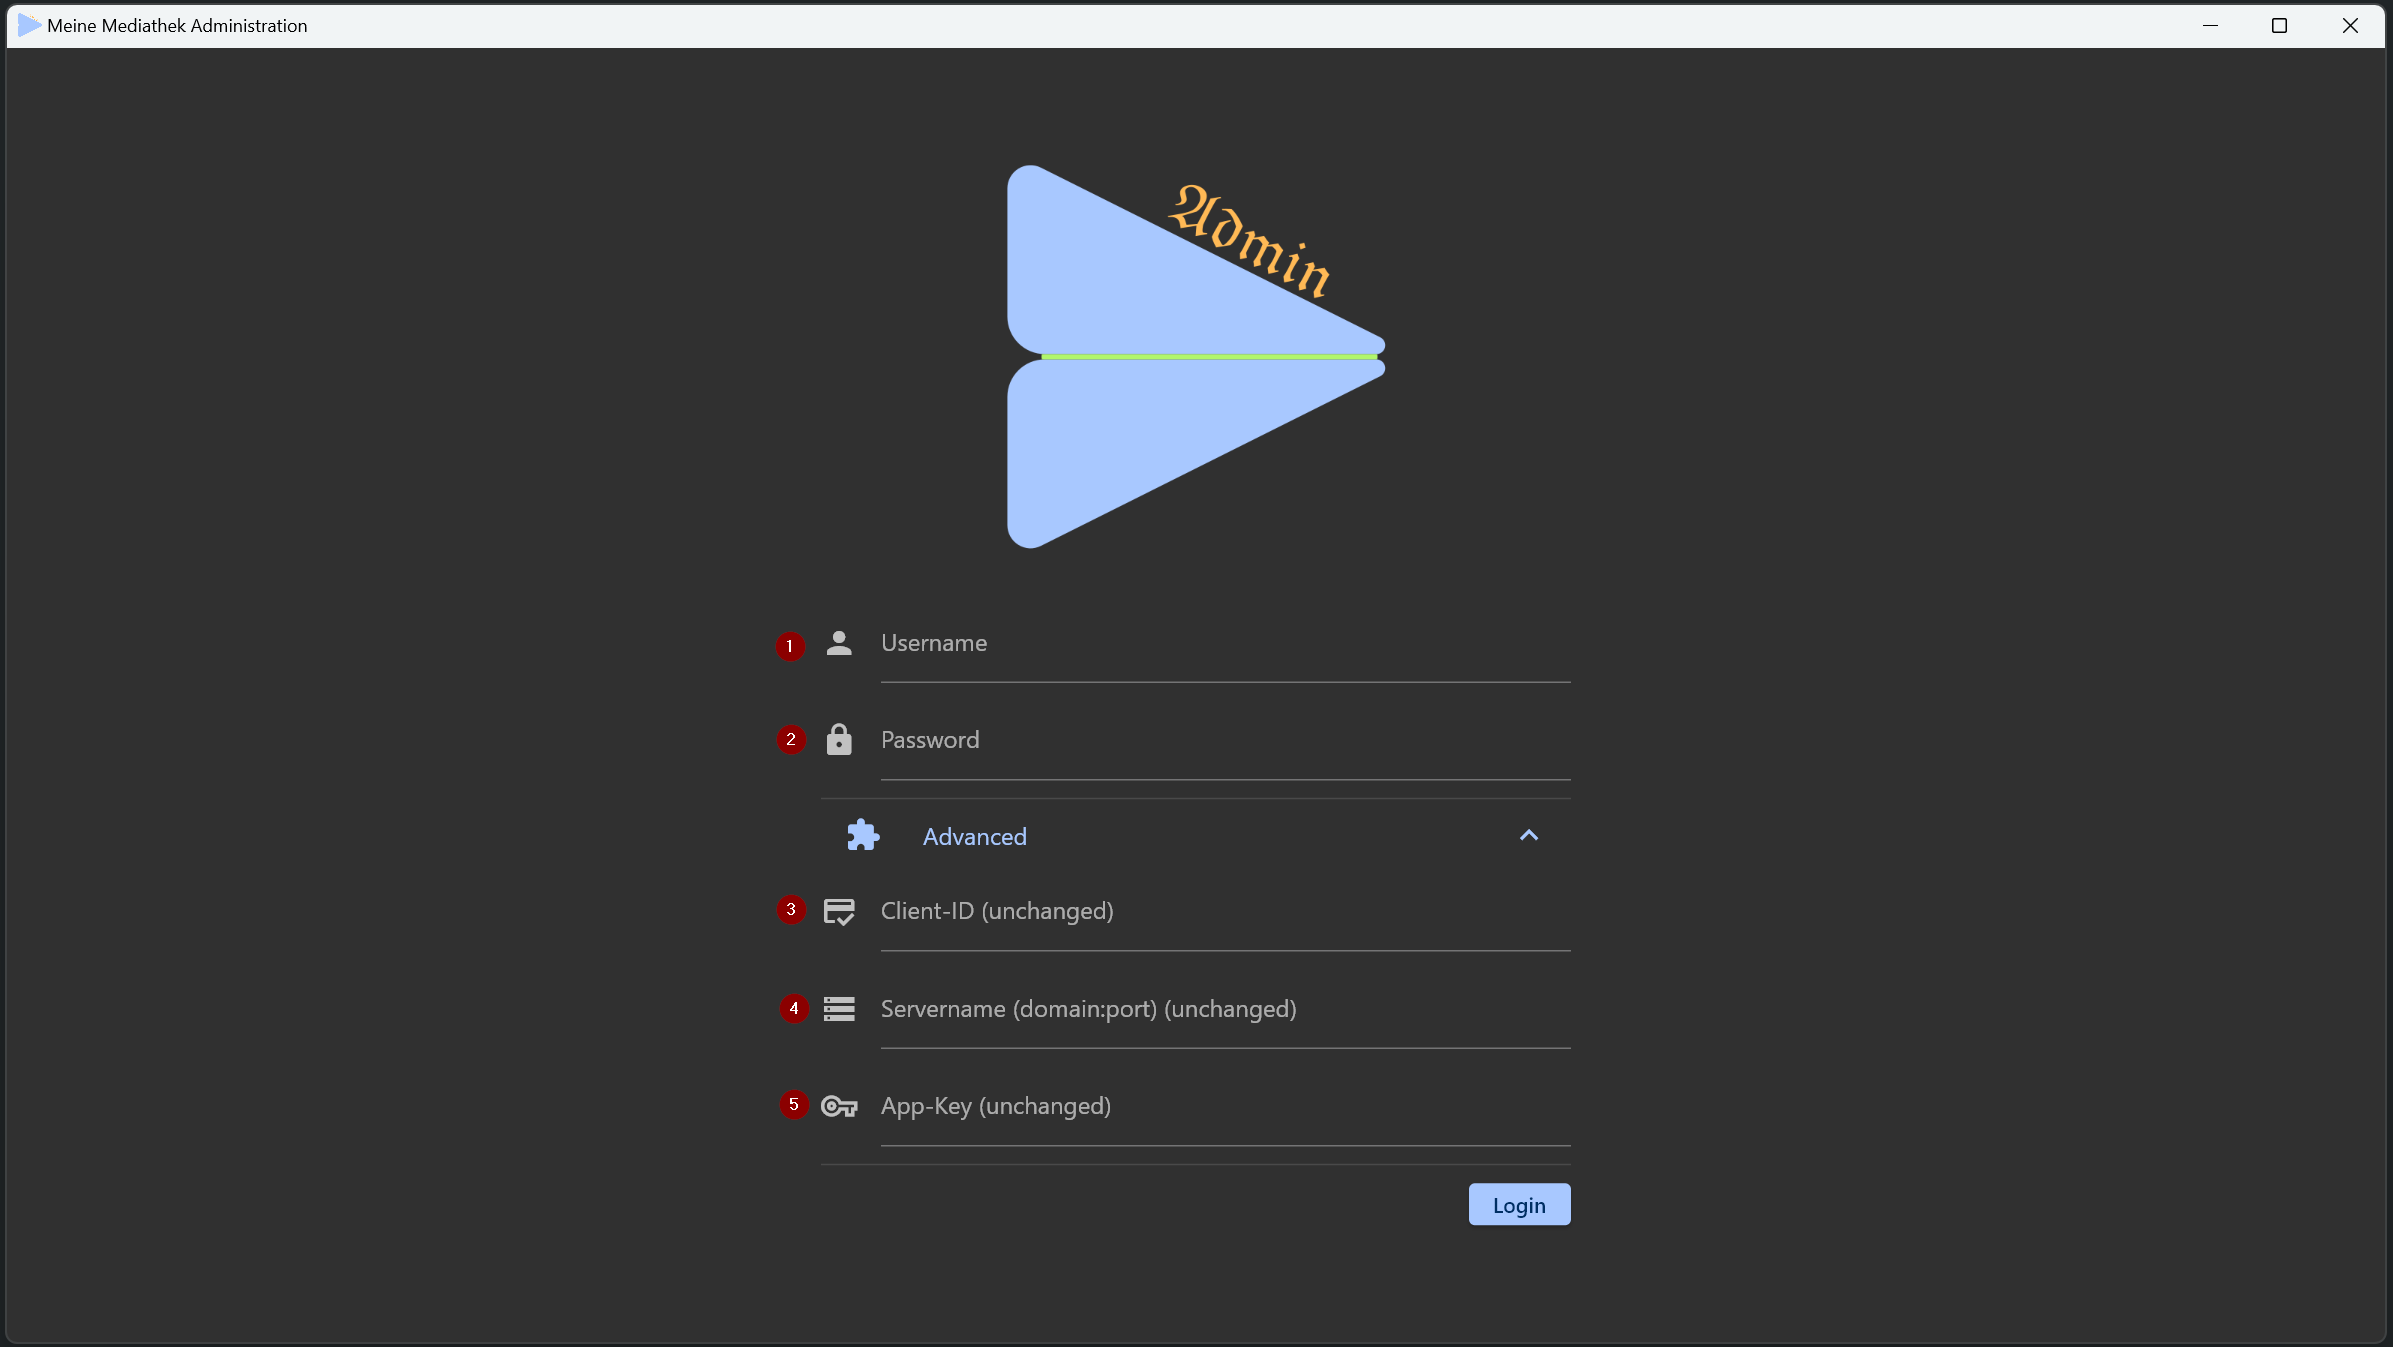 Meine Mediathek Administration
Admin
1 Username
2 Password
Advanced
3 Client-ID (unchanged)
4 Servername (domain:port) (unchanged)
5 App-Key (unchanged)
Login